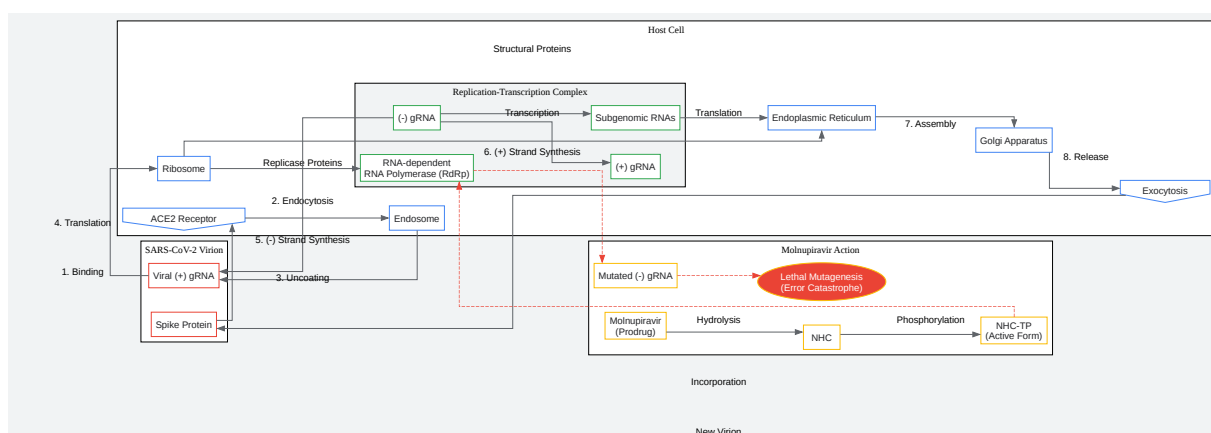 Host Cell
Structural Proteins
Replication-Transcription Complex
(-) gRNA
Transcription
Subgenomic RNAs
Translation
Endoplasmic Reticulum
7. Assembly
Golgi Apparatus
6. (+) Strand Synthesis
8. Release
Ribosome
Replicase Proteins
RNA-dependent
RNA Polymerase (RdRp)
(+) gRNA
Exocytosis
2. Endocytosis
4. Translation
ACE2 Receptor
Endosome
5. (-) Strand Synthesis
SARS-CoV-2 Virion
Molnupiravir Action
1. Binding
Viral (+) gRNA
3. Uncoating
Mutated (-) gRNA
Lethal Mutagenesis
(Error Catastrophe)
Spike Protein
Molnupiravir
(Prodrug)
Hydrolysis
NHC
Phosphorylation
NHC-TP
(Active Form)
Incorporation
New Virion